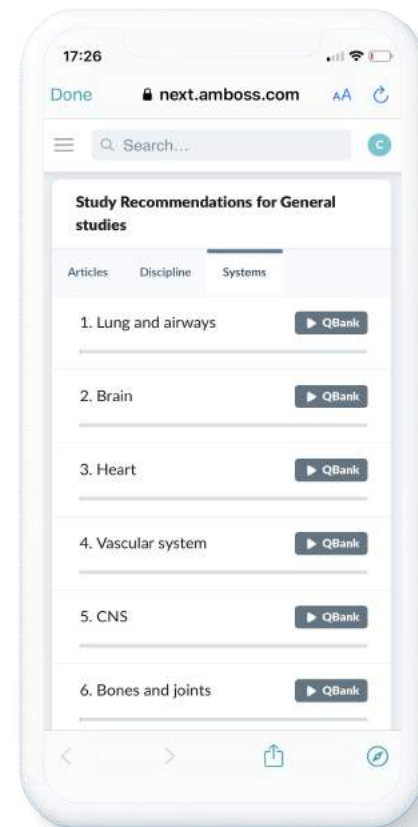 17:26
Done next.amboss.com AA
Search... C
Study Recommendations for General
studies
Articles Discipline Systems
1. Lung and airways QBank
2. Brain QBank
3. Heart QBank
4. Vascular system QBank
5. CNS QBank
6. Bones and joints QBank